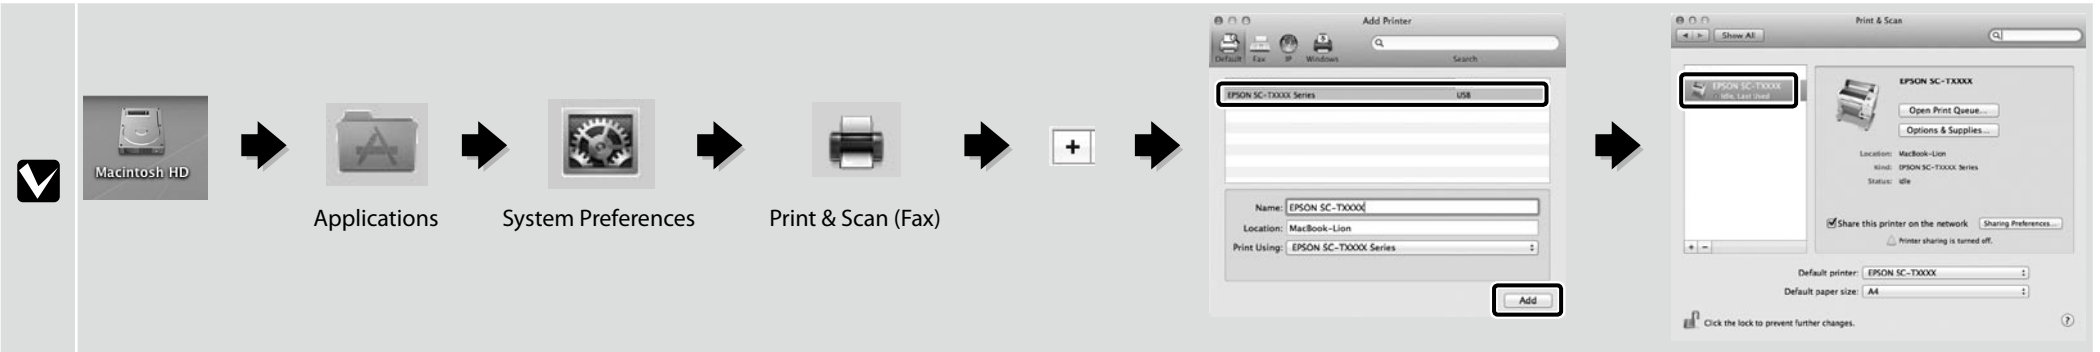 Macintosh HD
Applications
System Preferences
Print & Scan (Fax)
+
Add Printer
Default Fax IP Windows
Search
EPSON SC-TXXXX Series USB
Name: EPSON SC-TXXXX
Location: MacBook-Lion
Print Using: EPSON SC-TXXXX Series
Add
Print & Scan
Show All
EPSON SC-TXXXX
Idle, Last Used
EPSON SC-TXXXX
Open Print Queue...
Options & Supplies...
Location: MacBook-Lion
Kind: EPSON SC-TXXXX Series
Status: Idle
Share this printer on the network Sharing Preferences...
Printer sharing is turned off.
+ −
Default printer: EPSON SC-TXXXX
Default paper size: A4
Click the lock to prevent further changes.
?